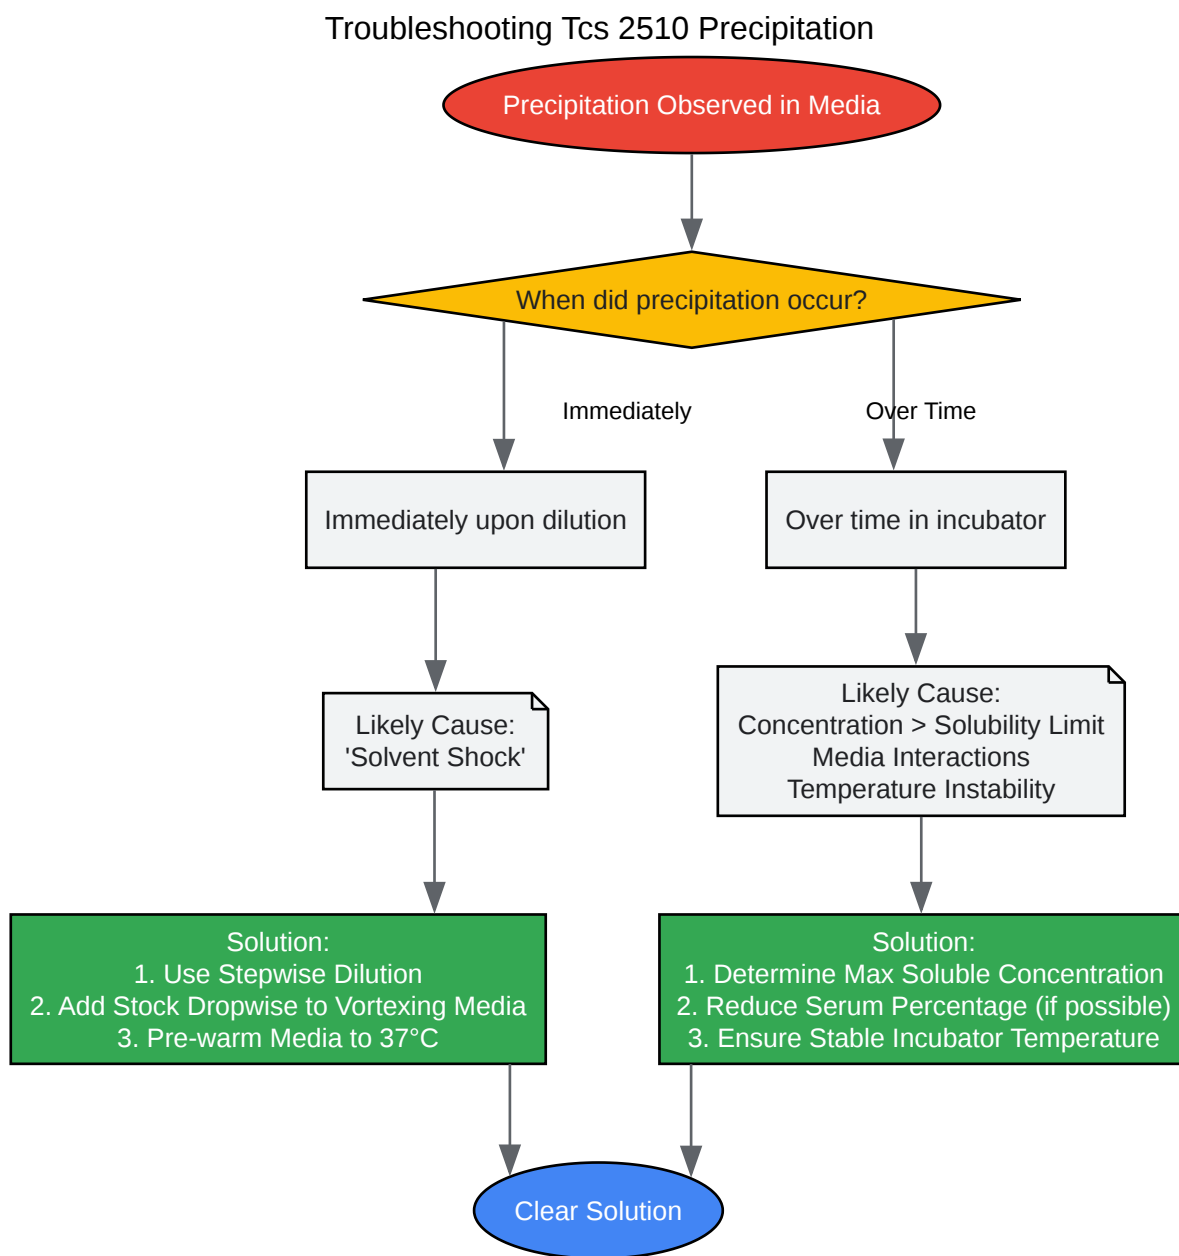 Troubleshooting Tcs 2510 Precipitation
Precipitation Observed in Media
When did precipitation occur?
Immediately
Over Time
Immediately upon dilution
Over time in incubator
Likely Cause:
'Solvent Shock'
Likely Cause:
Concentration > Solubility Limit
Media Interactions
Temperature Instability
Solution:
1. Use Stepwise Dilution
2. Add Stock Dropwise to Vortexing Media
3. Pre-warm Media to 37°C
Solution:
1. Determine Max Soluble Concentration
2. Reduce Serum Percentage (if possible)
3. Ensure Stable Incubator Temperature
Clear Solution